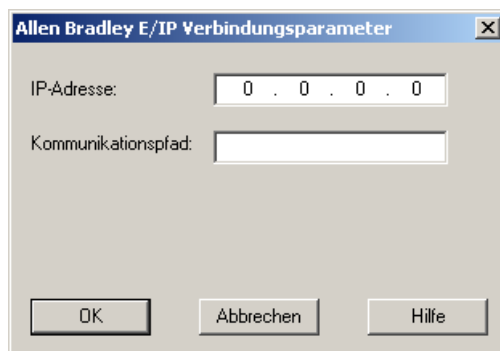 Allen Bradley E/IP Verbindungsparameter
IP-Adresse: 0 . 0 . 0 . 0
Kommunikationspfad:
OK Abbrechen Hilfe